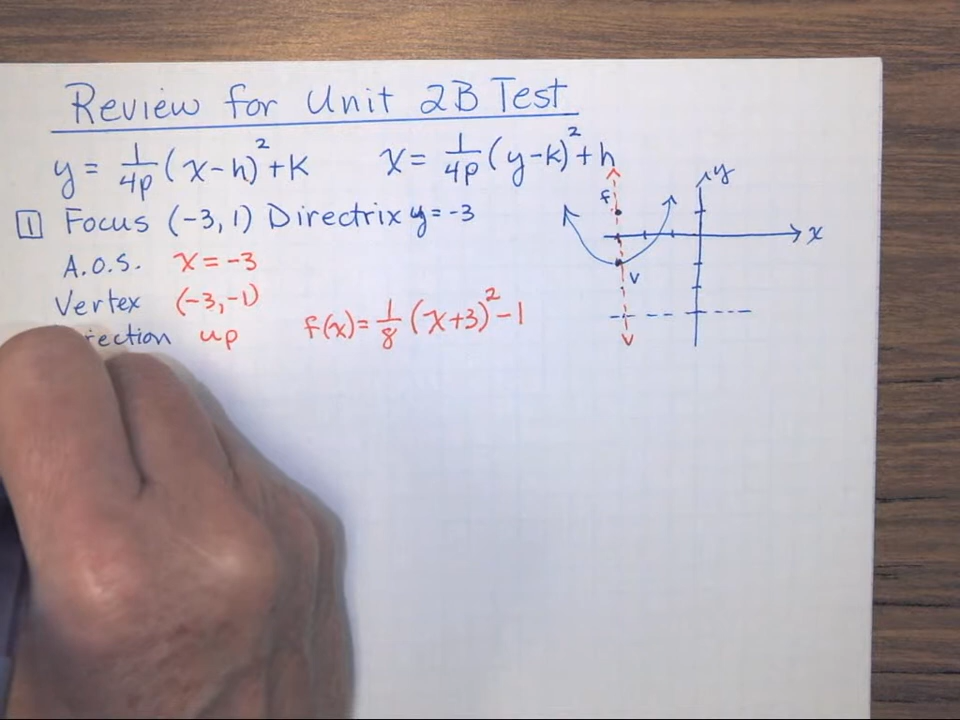 Review for Unit 2B Test
y = 1/4p (x-h)² + k    x = 1/4p (y-k)² + h
1 Focus (-3, 1) Directrix y = -3
A.O.S. x = -3
Vertex (-3, -1)
up
f(x) = 1/8 (x+3)² - 1
y
f
x
v